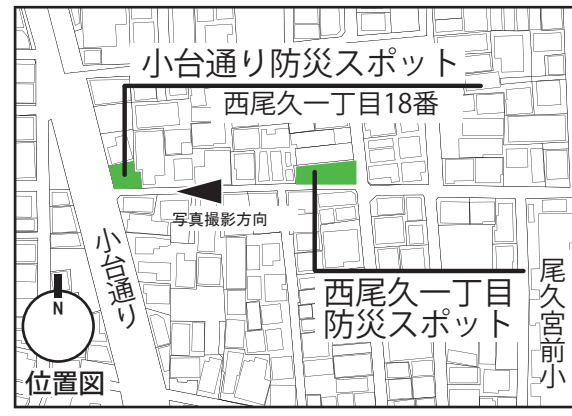 小台通り防災スポット
西尾久一丁目18番
写真撮影方向
小台通り
西尾久一丁目
防災スポット
尾久宮前小
N
位置図